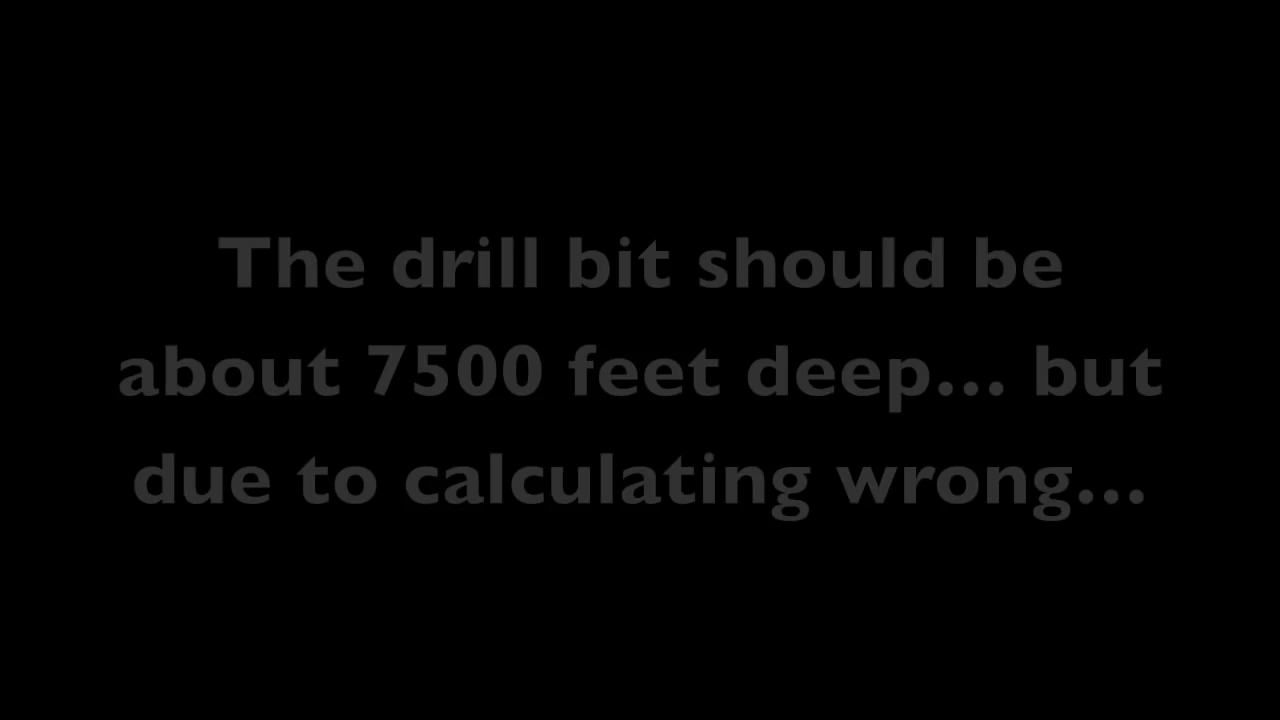 The drill bit should be
about 7500 feet deep... but
due to calculating wrong...